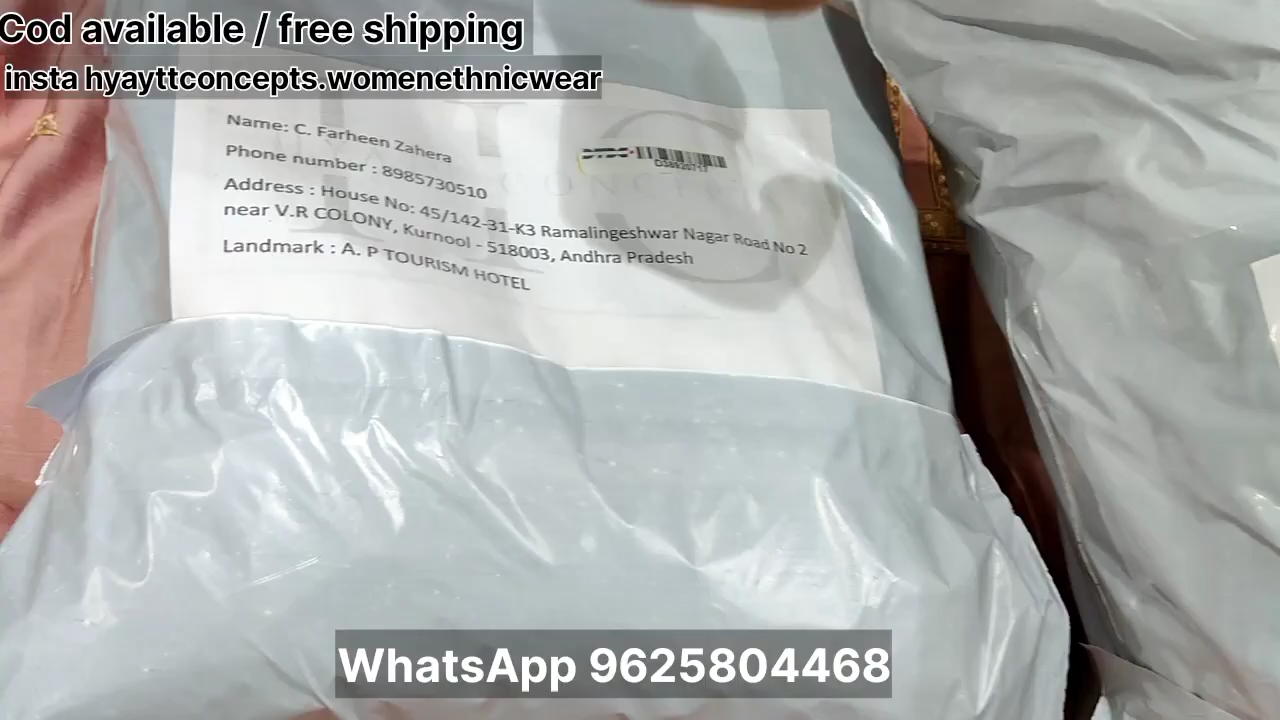 Cod available / free shipping
insta hyayttconcepts.womenethnicwear
Name: C. Farheen Zahera
Phone number : 8985730510
Address : House No: 45/142-31-K3 Ramalingeshwar Nagar Road No 2
near V.R COLONY, Kurnool - 518003, Andhra Pradesh
Landmark : A. P TOURISM HOTEL
DTDC
WhatsApp 9625804468